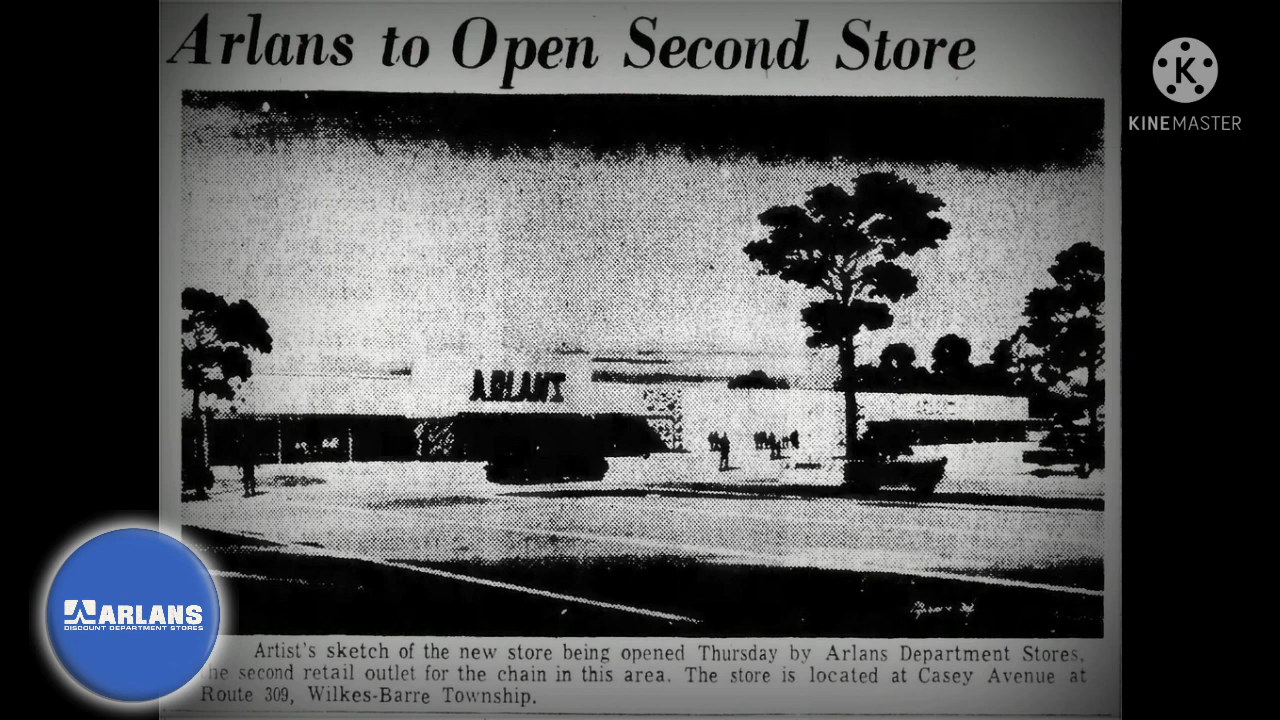 Arlans to Open Second Store
K
KINEMASTER
ARLAN'S
ARLANS
DISCOUNT DEPARTMENT STORES
Artist's sketch of the new store being opened Thursday by Arlans Department Stores,
second retail outlet for the chain in this area. The store is located at Casey Avenue at
Route 309, Wilkes-Barre Township.